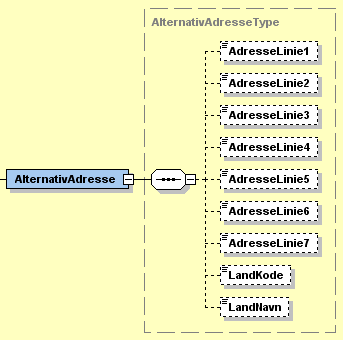 AlternativAdresseType
AdresseLinie1
AdresseLinie2
AdresseLinie3
AdresseLinie4
AlternativAdresse
AdresseLinie5
AdresseLinie6
AdresseLinie7
LandKode
LandNavn